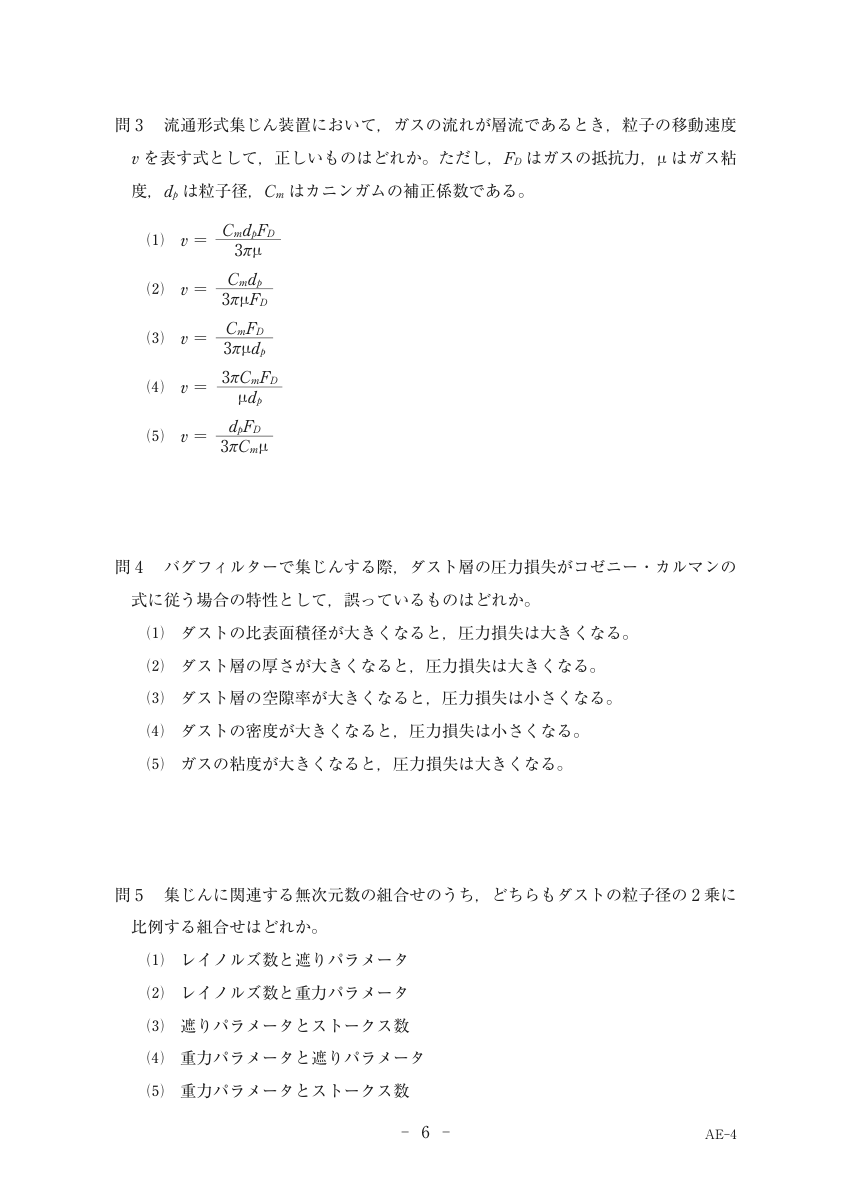 問３　流通形式集じん装置において，ガスの流れが層流であるとき，粒子の移動速度
v を表す式として，正しいものはどれか。ただし，FD はガスの抵抗力，μ はガス粘
度，dp は粒子径，Cm はカニンガムの補正係数である。
⑴　v ＝ CmdpFD / 3πμ
⑵　v ＝ Cmdp / 3πμFD
⑶　v ＝ CmFD / 3πμdp
⑷　v ＝ 3πCmFD / μdp
⑸　v ＝ dpFD / 3πCmμ
問４　バグフィルターで集じんする際，ダスト層の圧力損失がコゼニー・カルマンの
式に従う場合の特性として，誤っているものはどれか。
⑴　ダストの比表面積径が大きくなると，圧力損失は大きくなる。
⑵　ダスト層の厚さが大きくなると，圧力損失は大きくなる。
⑶　ダスト層の空隙率が大きくなると，圧力損失は小さくなる。
⑷　ダストの密度が大きくなると，圧力損失は小さくなる。
⑸　ガスの粘度が大きくなると，圧力損失は大きくなる。
問５　集じんに関連する無次元数の組合せのうち，どちらもダストの粒子径の２乗に
比例する組合せはどれか。
⑴　レイノルズ数と遮りパラメータ
⑵　レイノルズ数と重力パラメータ
⑶　遮りパラメータとストークス数
⑷　重力パラメータと遮りパラメータ
⑸　重力パラメータとストークス数
－ 6 －
AE-4